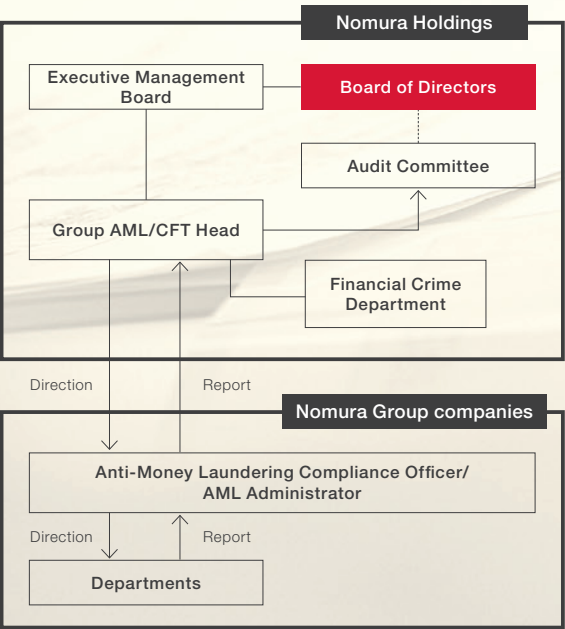 Nomura Holdings
Executive Management
Board
Board of Directors
Audit Committee
Group AML/CFT Head
Financial Crime
Department
Direction
Report
Nomura Group companies
Anti-Money Laundering Compliance Officer/
AML Administrator
Direction
Report
Departments